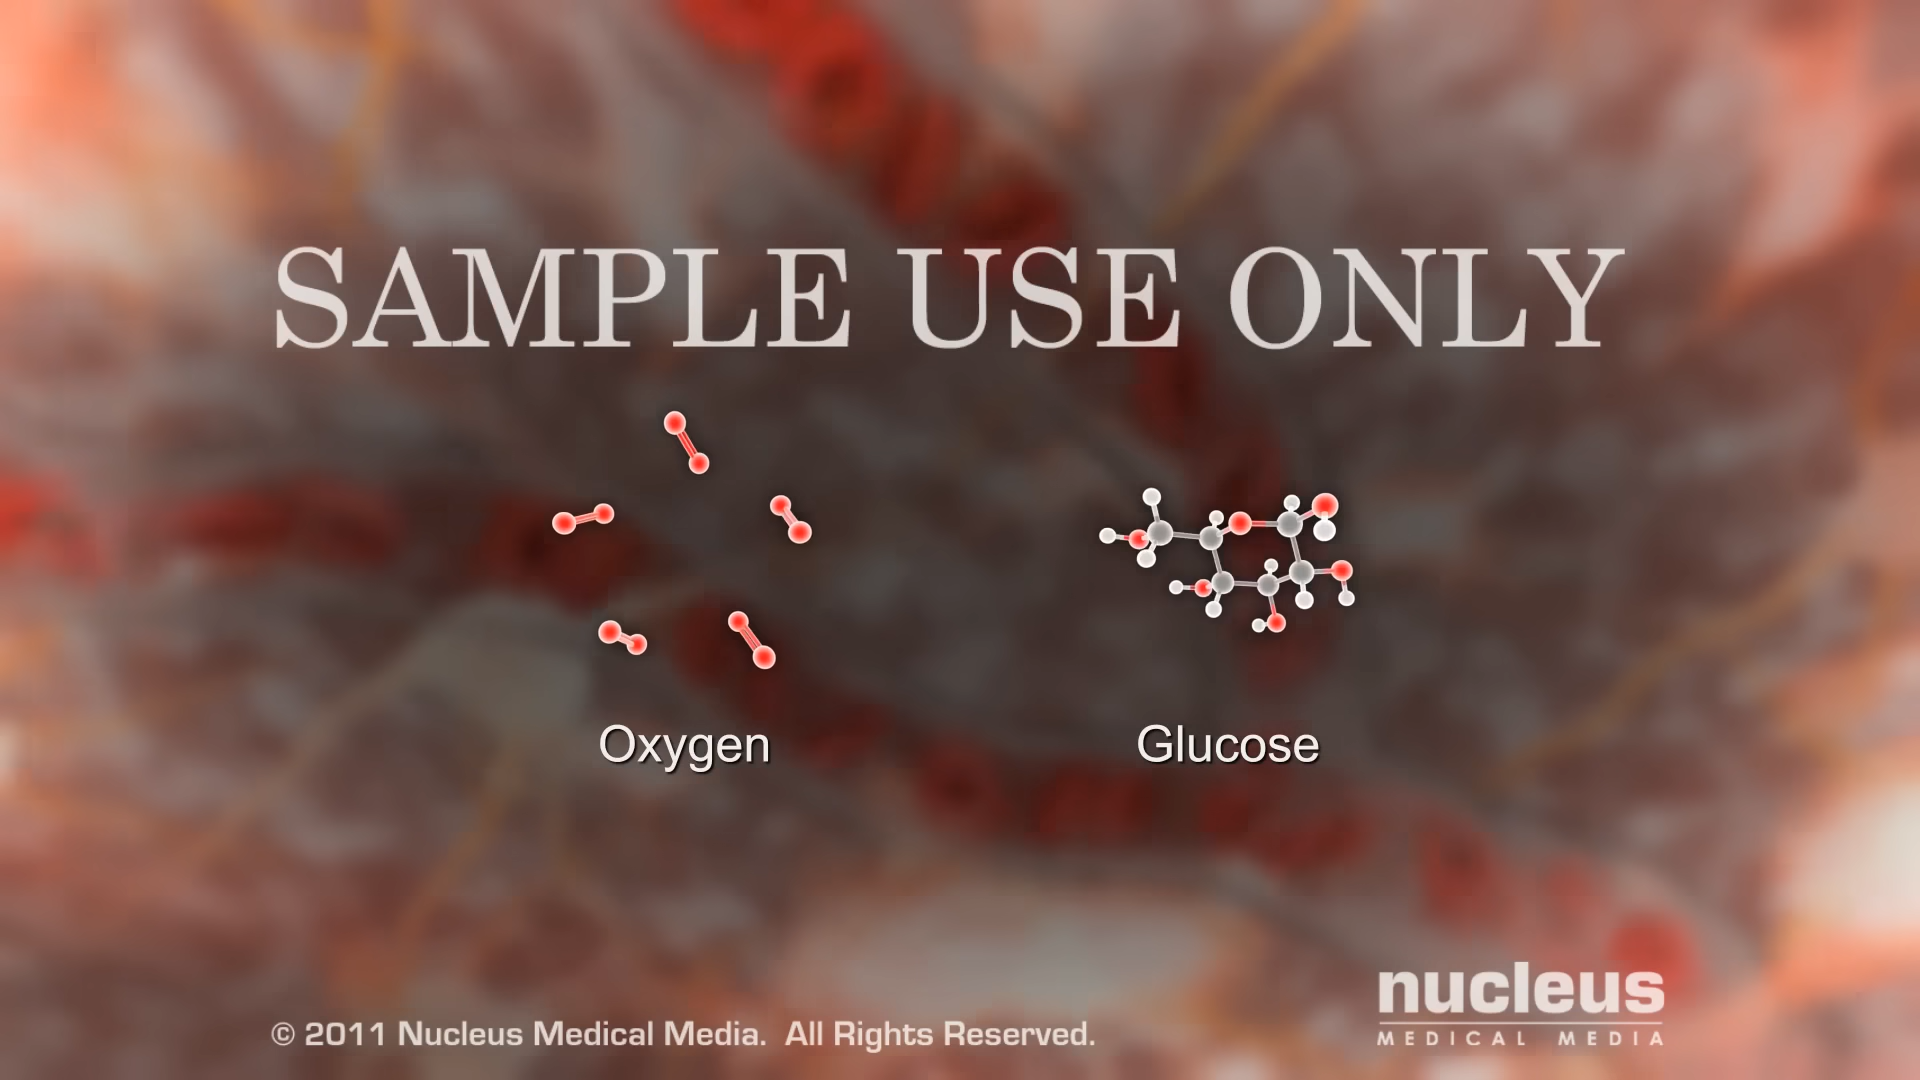 SAMPLE USE ONLY
Oxygen
Glucose
nucleus
MEDICAL MEDIA
© 2011 Nucleus Medical Media. All Rights Reserved.